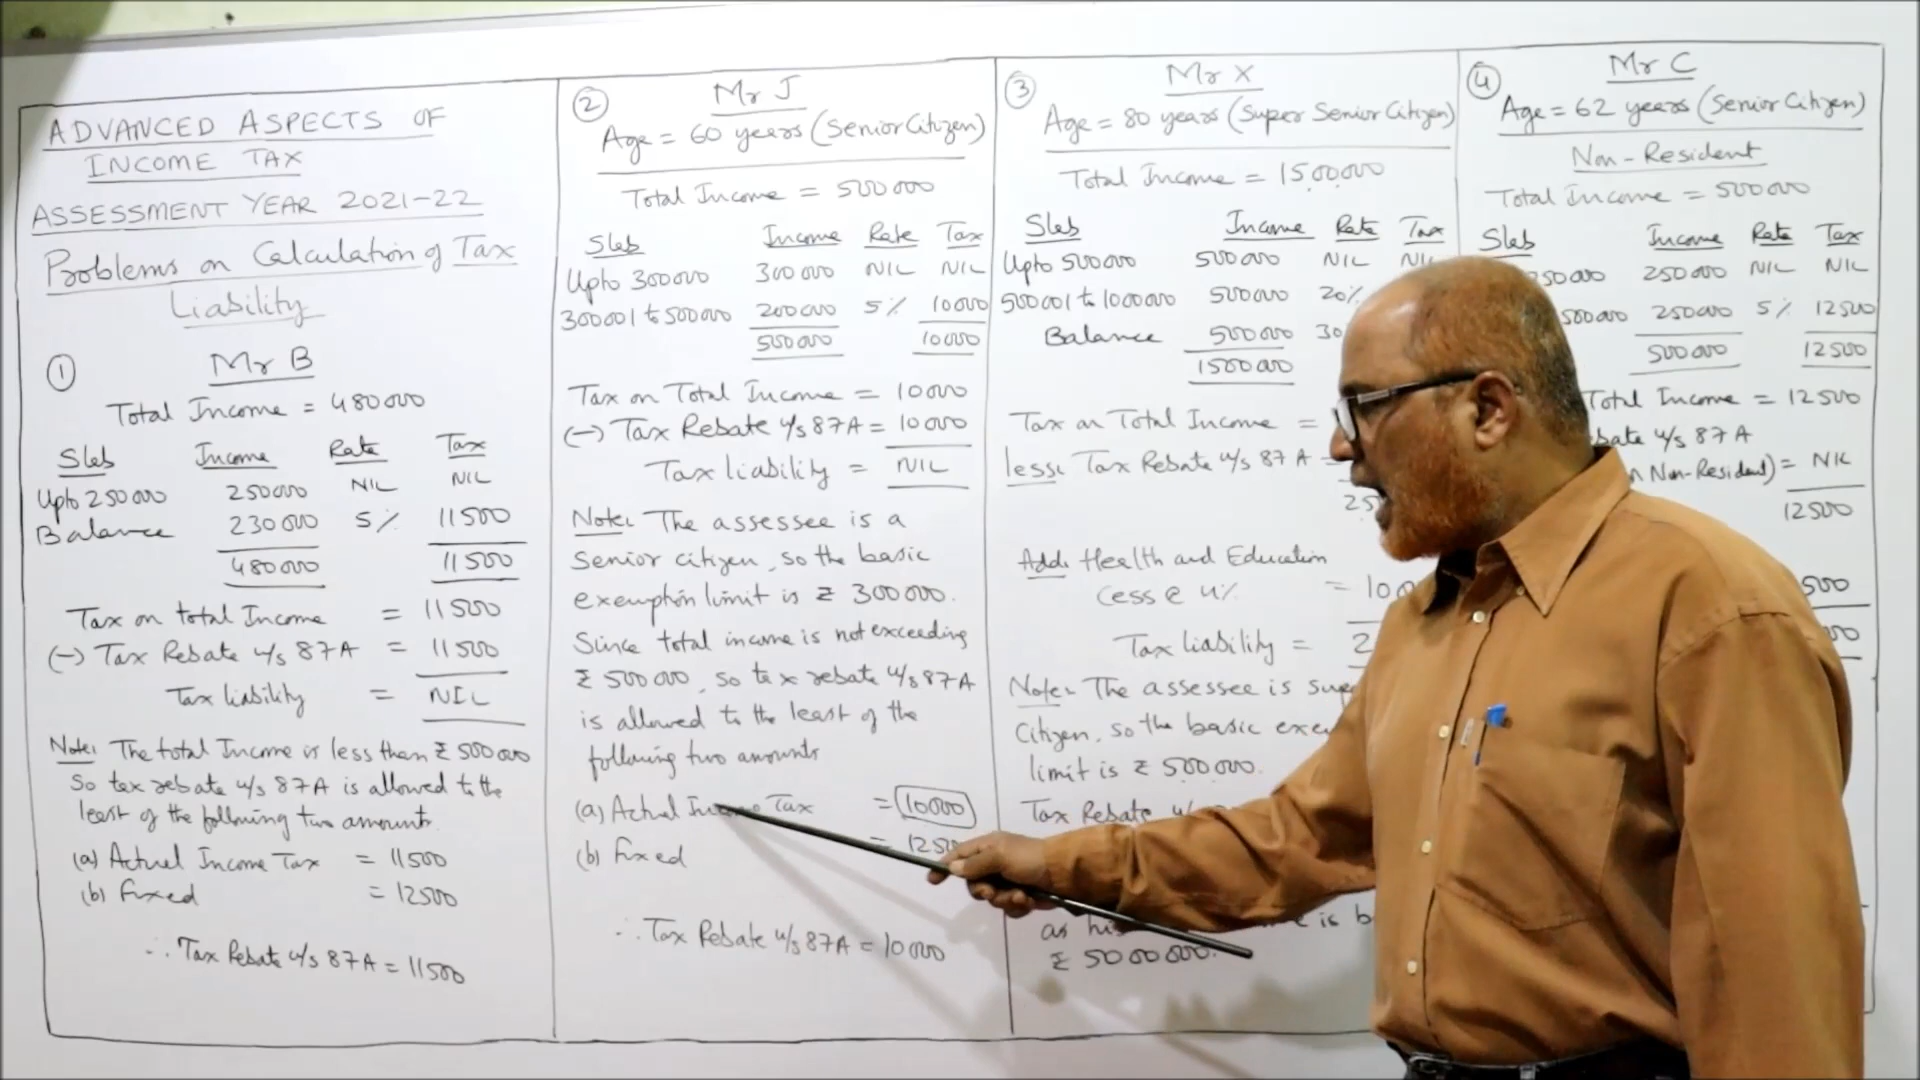 ADVANCED ASPECTS OF
INCOME TAX
ASSESSMENT YEAR 2021-22
Problems on Calculation of Tax
Liability
① Mr B
Total Income = 480000
Slab Income Rate Tax
Upto 250000 250000 NIL NIL
Balance 230000 5% 11500
480000 11500
Tax on total Income = 11500
(-) Tax Rebate u/s 87A = 11500
Tax liability = NIL
Note: The total Income is less than ₹ 500000
So tax rebate u/s 87A is allowed to the
least of the following two amounts.
(a) Actual Income Tax = 11500
(b) Fixed = 12500
∴ Tax Rebate u/s 87A = 11500
② Mr J
Age = 60 years (Senior Citizen)
Total Income = 500000
Slab Income Rate Tax
Upto 300000 300000 NIL NIL
300001 to 500000 200000 5% 10000
500000 10000
Tax on Total Income = 10000
(-) Tax Rebate u/s 87A = 10000
Tax liability = NIL
Note: The assessee is a
Senior citizen, so the basic
exemption limit is ₹ 300000.
Since total income is not exceeding
₹ 500000, so tax rebate u/s 87A
is allowed to the least of the
following two amounts
(a) Actual Tax = 10000
(b) Fixed =
∴ Tax Rebate u/s 87A = 10000
③ Mr X
Age = 80 years (Super Senior Citizen)
Total Income = 15,00,000
Slab Income Rate Tax
Upto 500000 500000 NIL
500001 to 1000000 500000 20%
Balance 500000 30
1500000
Tax on Total Income =
less: Tax Rebate u/s 87A
Add: Health and Education
Cess @ 4% =
Tax liability =
Note: The assessee is
Citizen, so the basic
limit is ₹ 500000.
Tax Rebate
as is
₹ 5000000.
④ Mr C
Age = 62 years (Senior Citizen)
Non-Resident
Total Income = 500000
Slab Income Rate Tax
50000 250000 NIL NIL
500000 250000 5% 12500
500000 12500
Total Income = 12500
u/s 87A
Non-Resident) = NIL
12500
500